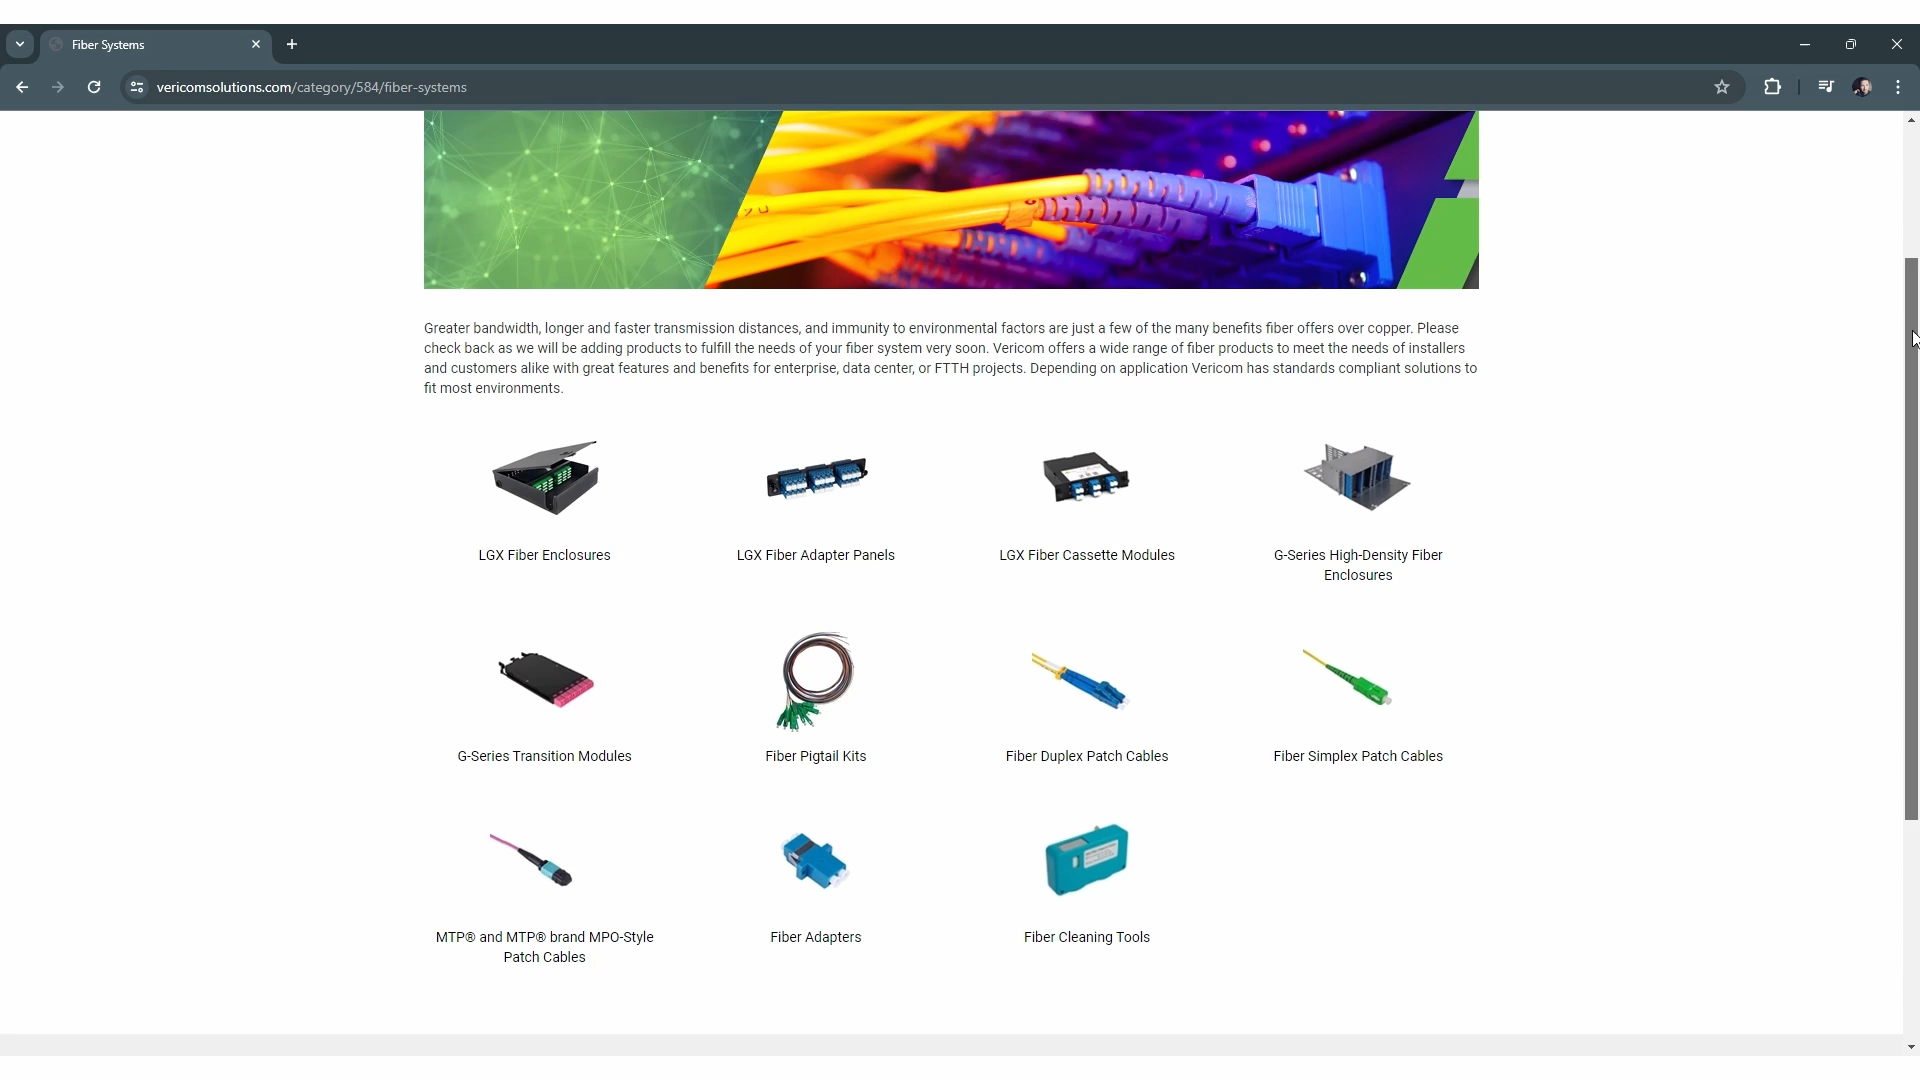 Fiber Systems
vericomsolutions.com/category/584/fiber-systems
Greater bandwidth, longer and faster transmission distances, and immunity to environmental factors are just a few of the many benefits fiber offers over copper. Please
check back as we will be adding products to fulfill the needs of your fiber system very soon. Vericom offers a wide range of fiber products to meet the needs of installers
and customers alike with great features and benefits for enterprise, data center, or FTTH projects. Depending on application Vericom has standards compliant solutions to
fit most environments.
LGX Fiber Enclosures
LGX Fiber Adapter Panels
LGX Fiber Cassette Modules
G-Series High-Density Fiber
Enclosures
G-Series Transition Modules
Fiber Pigtail Kits
Fiber Duplex Patch Cables
Fiber Simplex Patch Cables
MTP® and MTP® brand MPO-Style
Patch Cables
Fiber Adapters
Fiber Cleaning Tools